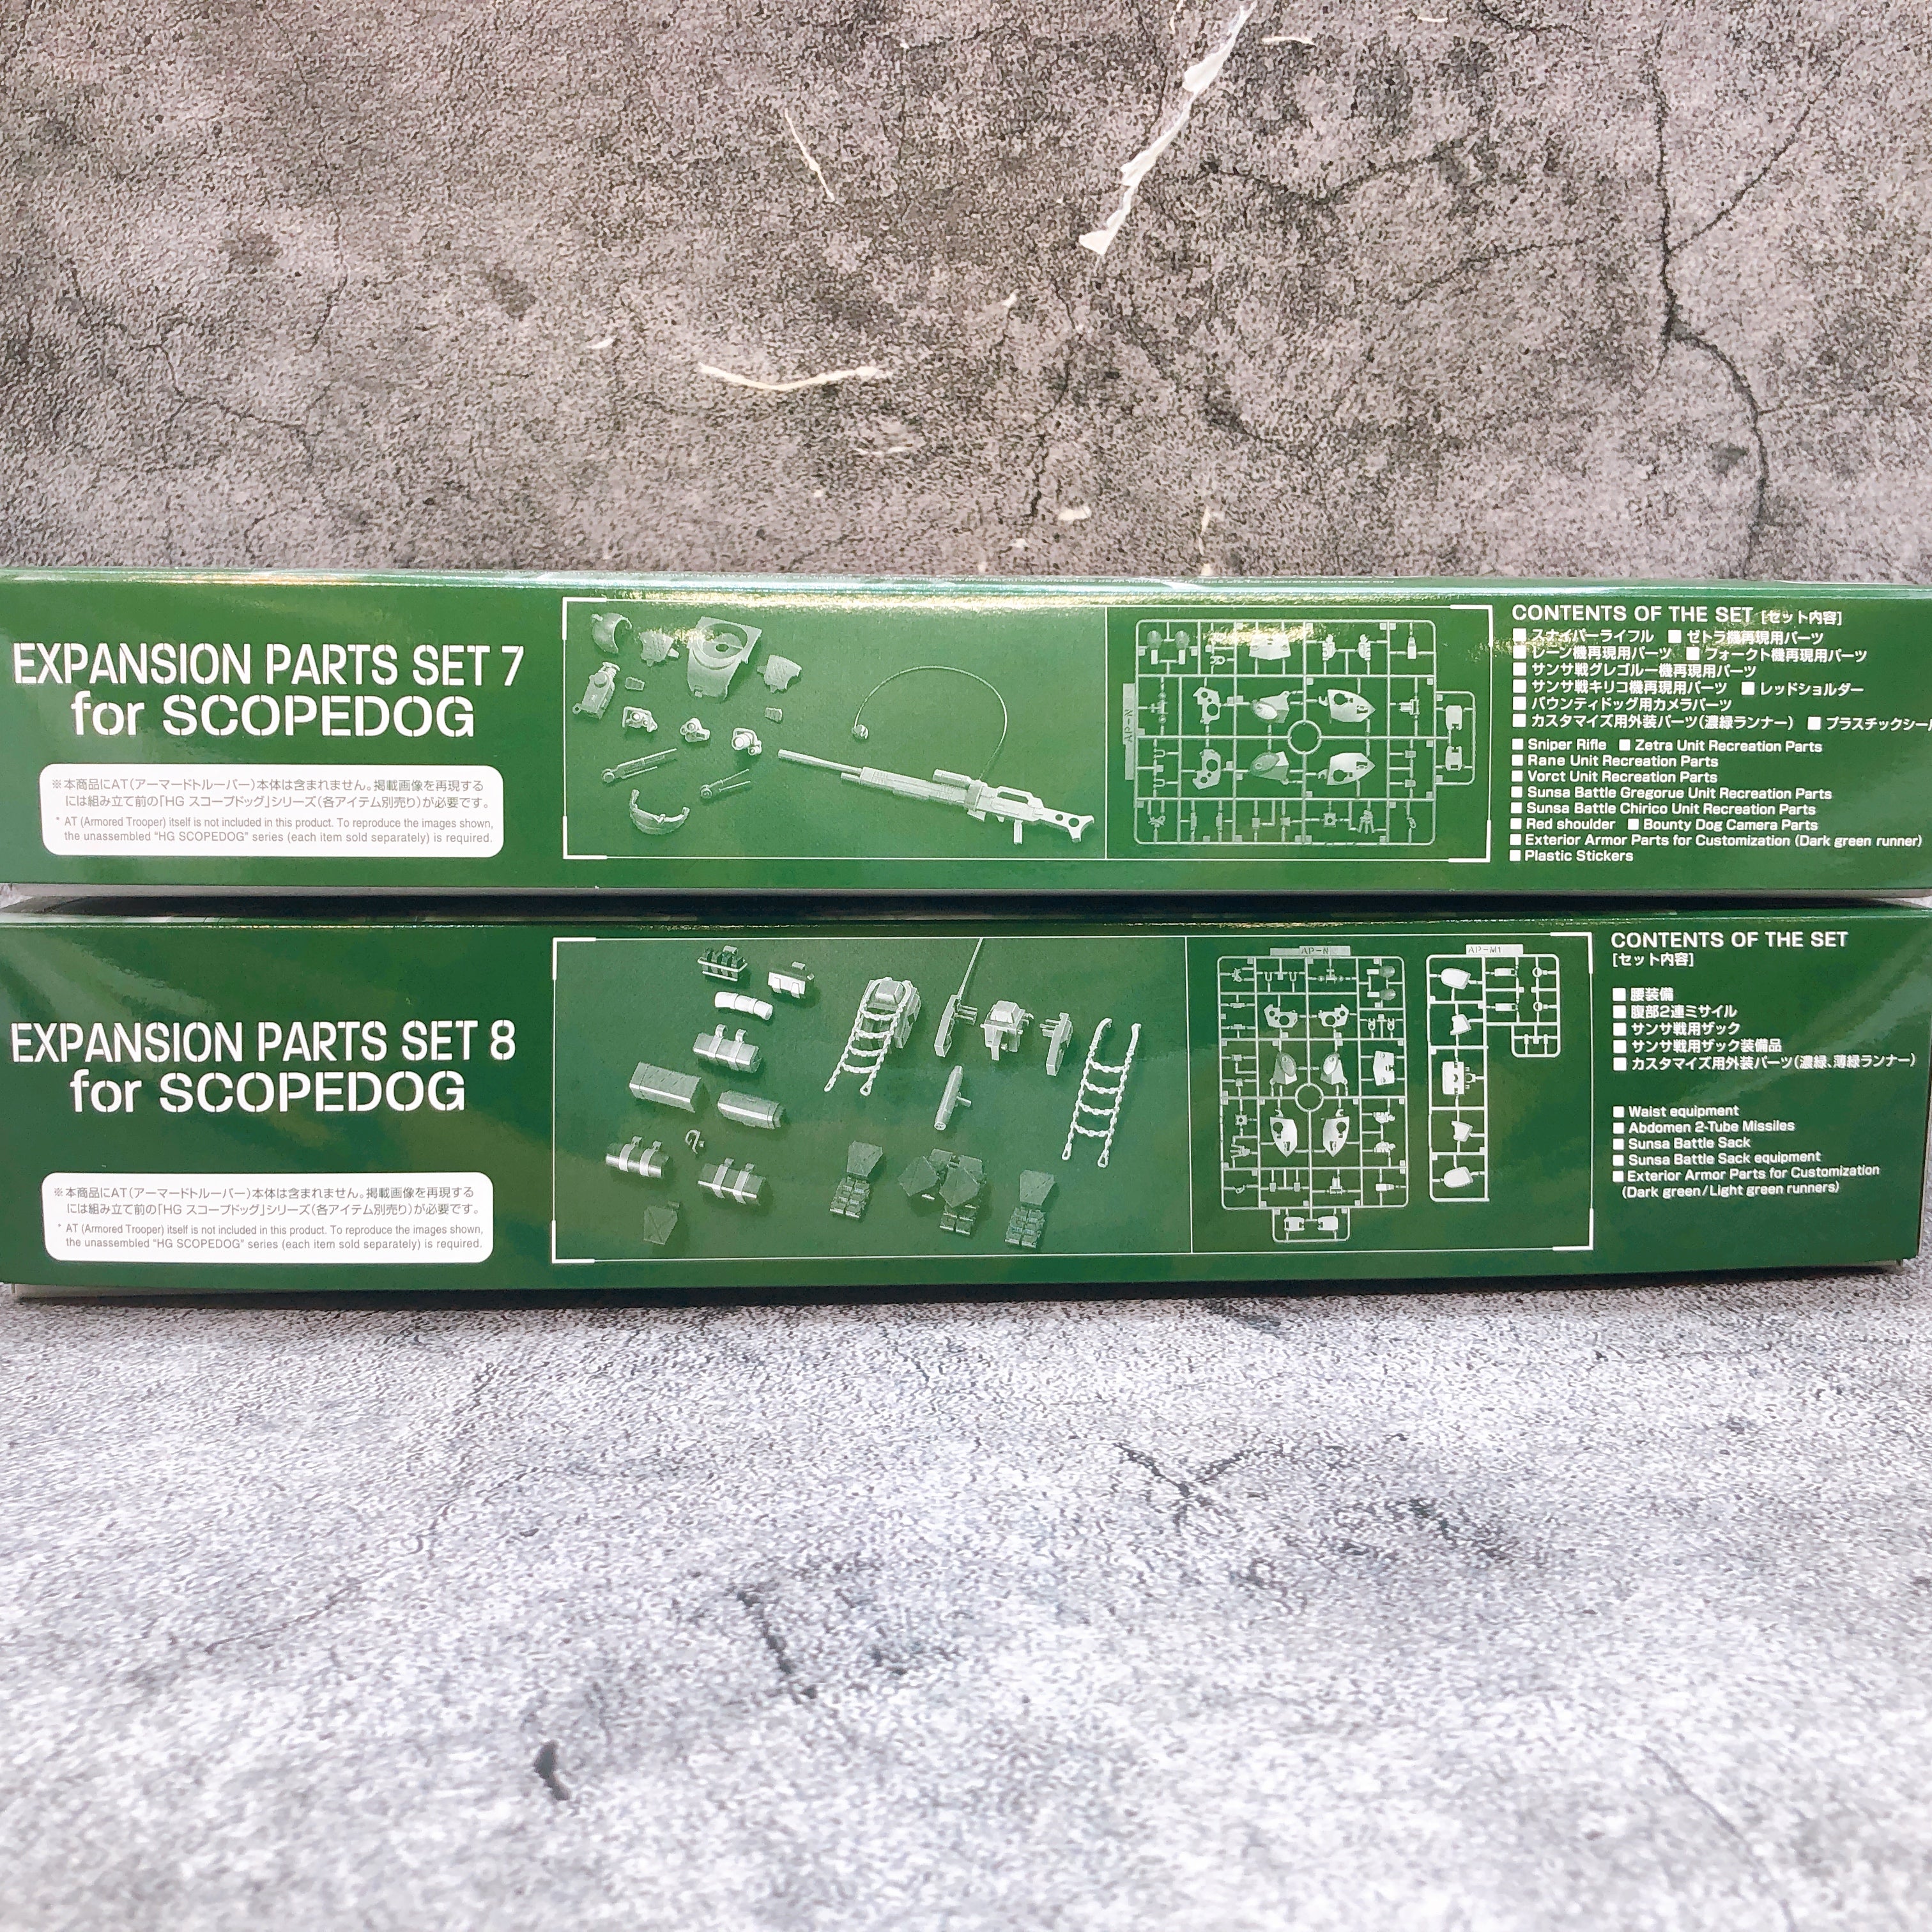 EXPANSION PARTS SET 7
for SCOPEDOG
※本商品にAT(アーマードトルーパー)本体は含まれません。掲載画像を再現する
には組み立て前の「HG スコープドッグ」シリーズ(各アイテム別売り)が必要です。
* AT (Armored Trooper) itself is not included in this product. To reproduce the images shown,
the unassembled "HG SCOPEDOG" series (each item sold separately) is required.
AP-N
CONTENTS OF THE SET [セット内容]
■ スナイパーライフル ■ ゼトラ機再現用パーツ
■ レーン機再現用パーツ ■ フォークト機再現用パーツ
■ サンサ戦グレゴルー機再現用パーツ
■ サンサ戦キリコ機再現用パーツ ■ レッドショルダー
■ バウンティドッグ用カメラパーツ
■ カスタマイズ用外装パーツ(濃緑ランナー) ■ プラスチックシー
■ Sniper Rifle ■ Zetra Unit Recreation Parts
■ Rane Unit Recreation Parts
■ Vorct Unit Recreation Parts
■ Sunsa Battle Gregorue Unit Recreation Parts
■ Sunsa Battle Chirico Unit Recreation Parts
■ Red shoulder ■ Bounty Dog Camera Parts
■ Exterior Armor Parts for Customization (Dark green runner)
■ Plastic Stickers
EXPANSION PARTS SET 8
for SCOPEDOG
※本商品にAT(アーマードトルーパー)本体は含まれません。掲載画像を再現する
には組み立て前の「HG スコープドッグ」シリーズ(各アイテム別売り)が必要です。
* AT (Armored Trooper) itself is not included in this product. To reproduce the images shown,
the unassembled "HG SCOPEDOG" series (each item sold separately) is required.
AP-N
AP-M1
CONTENTS OF THE SET
[セット内容]
■ 腰装備
■ 腹部2連ミサイル
■ サンサ戦用ザック
■ サンサ戦用ザック装備品
■ カスタマイズ用外装パーツ(濃緑、薄緑ランナー)
■ Waist equipment
■ Abdomen 2-Tube Missiles
■ Sunsa Battle Sack
■ Sunsa Battle Sack equipment
■ Exterior Armor Parts for Customization
(Dark green/Light green runners)